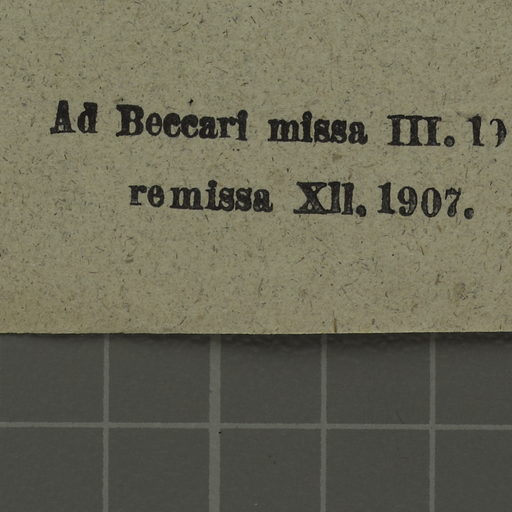 Ad Beccari missa III.
remissa XII. 1907.